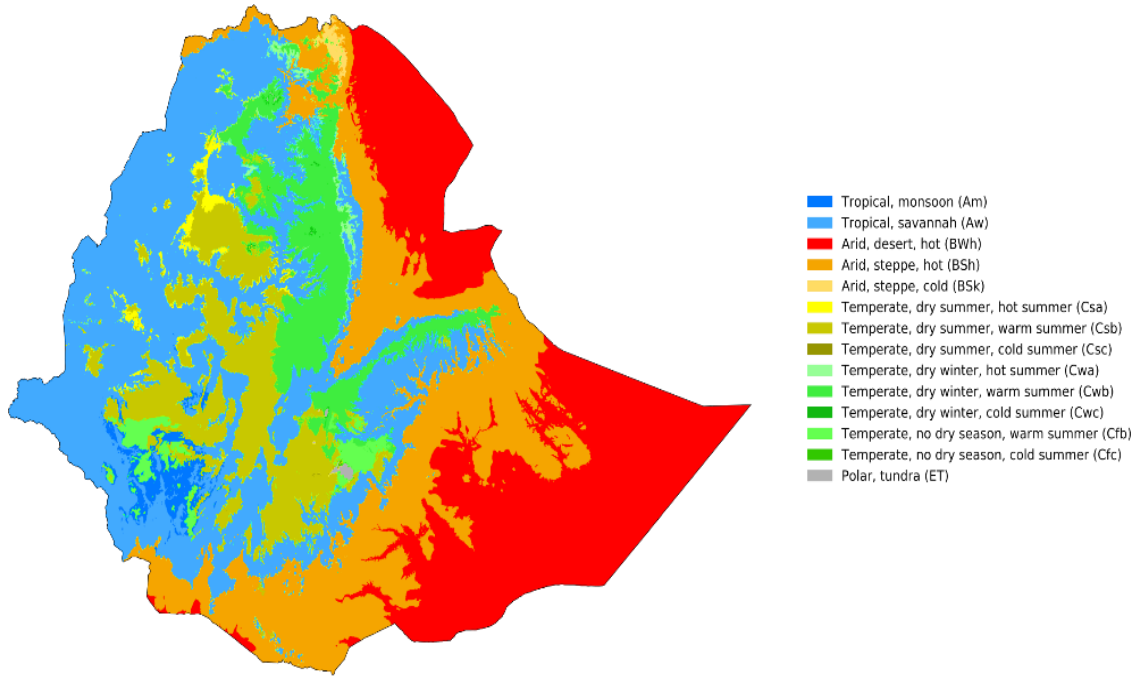 Tropical, monsoon (Am)
Tropical, savannah (Aw)
Arid, desert, hot (BWh)
Arid, steppe, hot (BSh)
Arid, steppe, cold (BSk)
Temperate, dry summer, hot summer (Csa)
Temperate, dry summer, warm summer (Csb)
Temperate, dry summer, cold summer (Csc)
Temperate, dry winter, hot summer (Cwa)
Temperate, dry winter, warm summer (Cwb)
Temperate, dry winter, cold summer (Cwc)
Temperate, no dry season, warm summer (Cfb)
Temperate, no dry season, cold summer (Cfc)
Polar, tundra (ET)